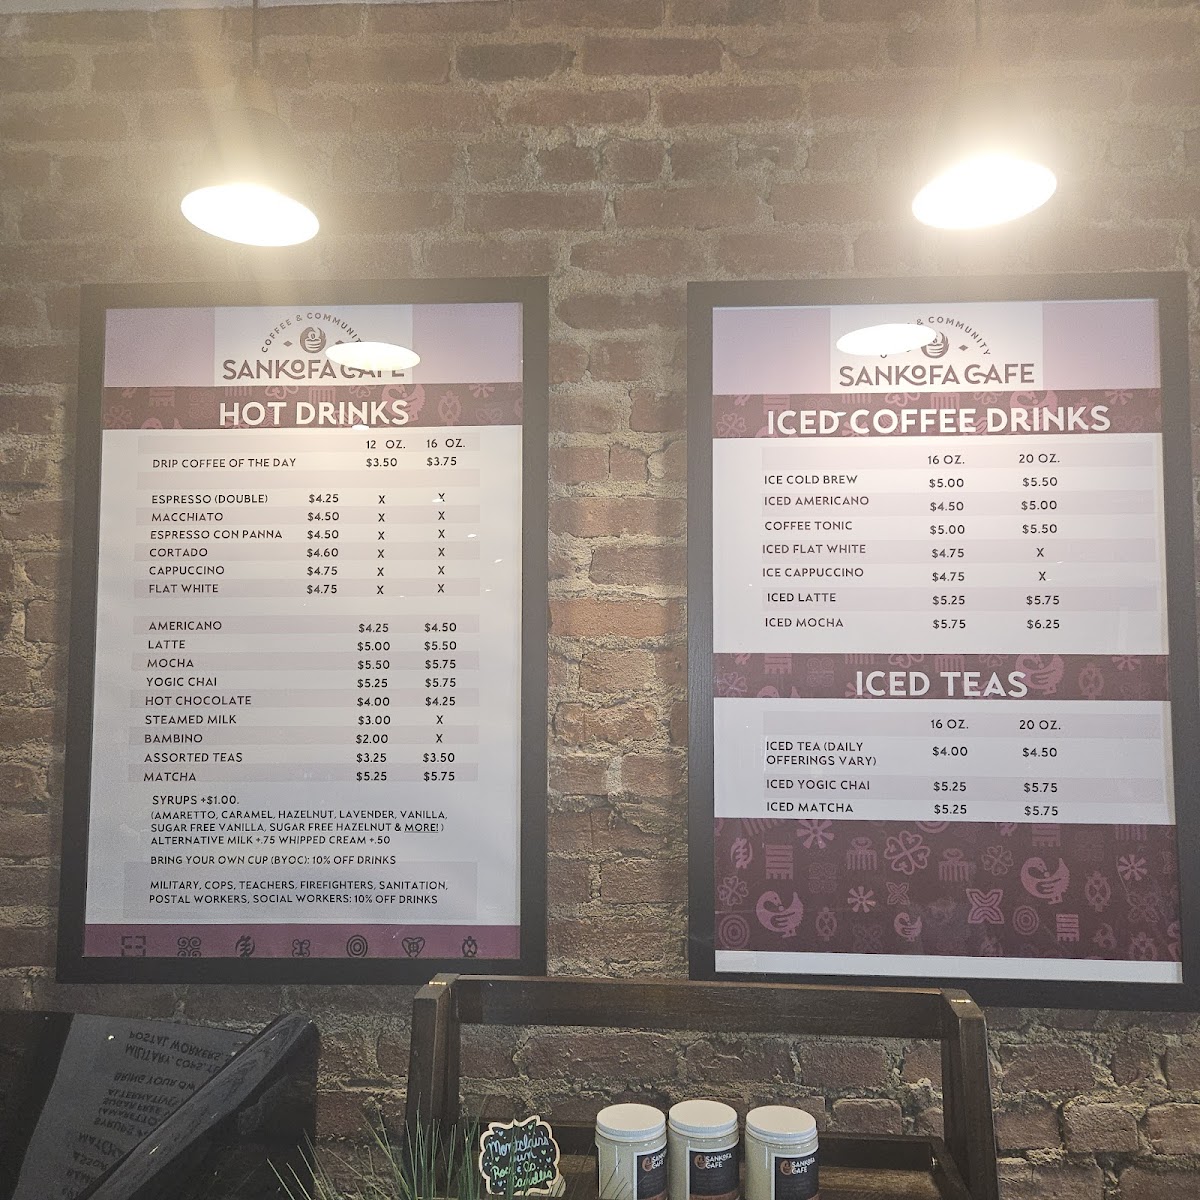 COFFEE & COMMUNITY
SANKOFA CAFE
HOT DRINKS
12 OZ. 16 OZ.
DRIP COFFEE OF THE DAY $3.50 $3.75
ESPRESSO (DOUBLE) $4.25 X X
MACCHIATO $4.50 X X
ESPRESSO CON PANNA $4.50 X X
CORTADO $4.60 X X
CAPPUCCINO $4.75 X X
FLAT WHITE $4.75 X X
AMERICANO $4.25 $4.50
LATTE $5.00 $5.50
MOCHA $5.50 $5.75
YOGIC CHAI $5.25 $5.75
HOT CHOCOLATE $4.00 $4.25
STEAMED MILK $3.00 X
BAMBINO $2.00 X
ASSORTED TEAS $3.25 $3.50
MATCHA $5.25 $5.75
SYRUPS +$1.00.
(AMARETTO, CARAMEL, HAZELNUT, LAVENDER, VANILLA,
SUGAR FREE VANILLA, SUGAR FREE HAZELNUT & MORE!)
ALTERNATIVE MILK +.75 WHIPPED CREAM +.50
BRING YOUR OWN CUP (BYOC): 10% OFF DRINKS
MILITARY, COPS, TEACHERS, FIREFIGHTERS, SANITATION,
POSTAL WORKERS, SOCIAL WORKERS: 10% OFF DRINKS
& COMMUNITY
SANKOFA CAFE
ICED COFFEE DRINKS
16 OZ. 20 OZ.
ICE COLD BREW $5.00 $5.50
ICED AMERICANO $4.50 $5.00
COFFEE TONIC $5.00 $5.50
ICED FLAT WHITE $4.75 X
ICE CAPPUCCINO $4.75 X
ICED LATTE $5.25 $5.75
ICED MOCHA $5.75 $6.25
ICED TEAS
16 OZ. 20 OZ.
ICED TEA (DAILY
OFFERINGS VARY) $4.00 $4.50
ICED YOGIC CHAI $5.25 $5.75
ICED MATCHA $5.25 $5.75
Montclair's
own
Candles
SANKOFA
CAFE
SANKOFA
CAFE
SANKOFA
CAFE